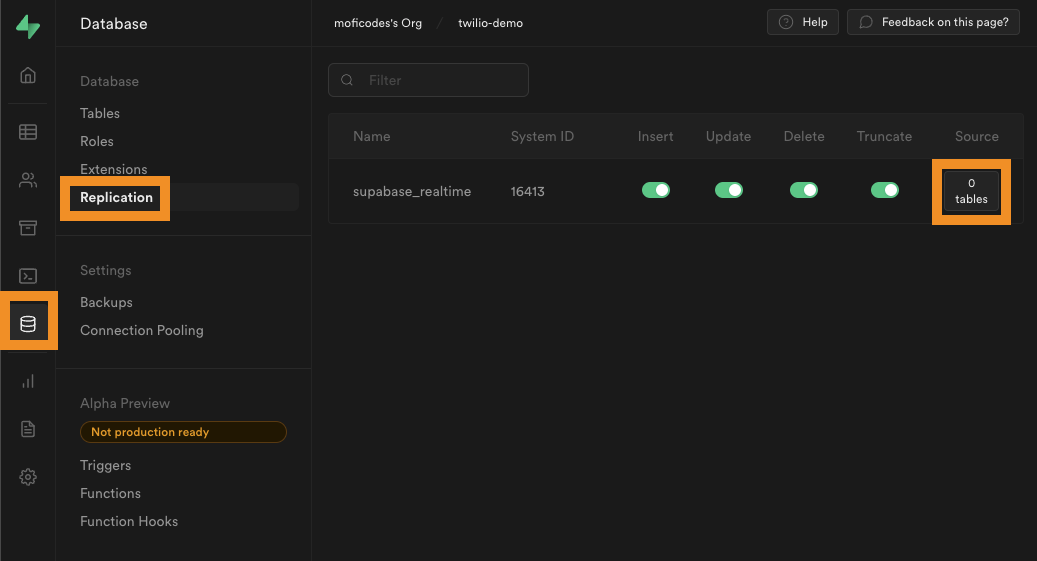 Database
moficodes's Org / twilio-demo
Help
Feedback on this page?
Database
Tables
Roles
Extensions
Replication
Settings
Backups
Connection Pooling
Alpha Preview
Not production ready
Triggers
Functions
Function Hooks
Filter
Name System ID Insert Update Delete Truncate Source
supabase_realtime 16413
0
tables